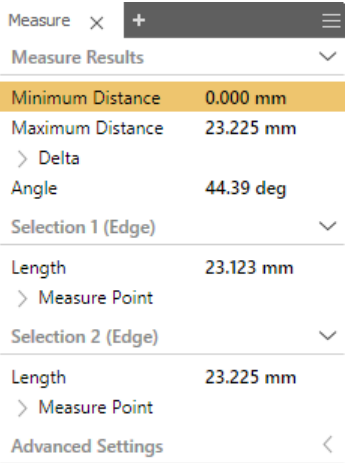 Measure × +
Measure Results
Minimum Distance 0.000 mm
Maximum Distance 23.225 mm
> Delta
Angle 44.39 deg
Selection 1 (Edge)
Length 23.123 mm
> Measure Point
Selection 2 (Edge)
Length 23.225 mm
> Measure Point
Advanced Settings